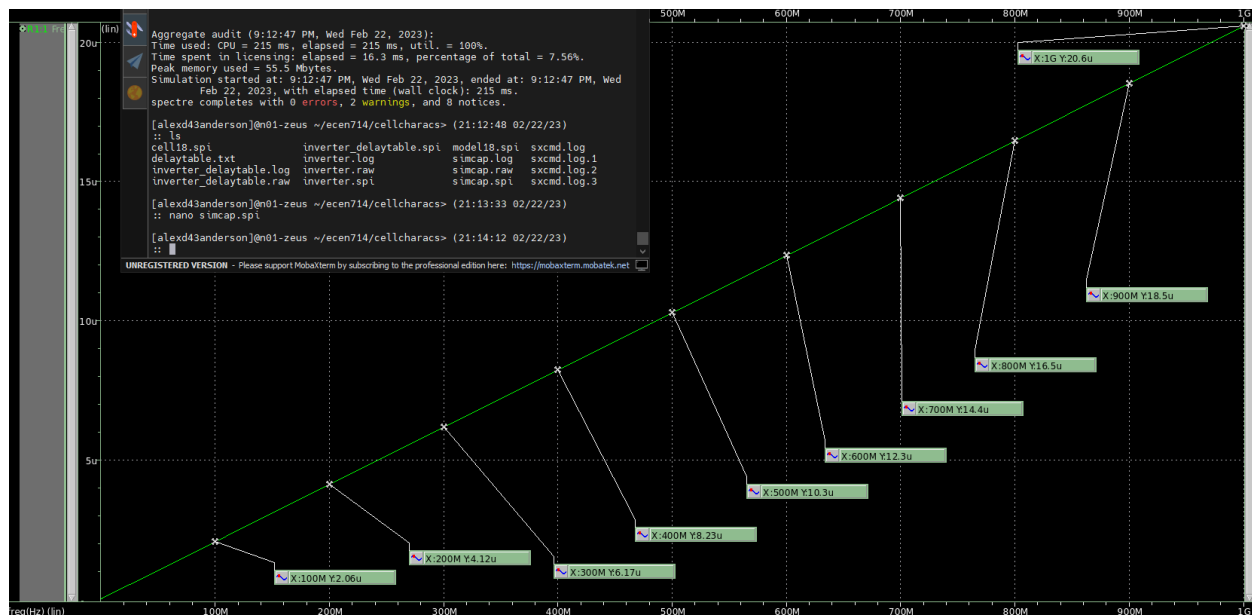 500M 600M 700M 800M 900M 1G
R1:1 Fre (lin)
20u
15u
10u
5u
Aggregate audit (9:12:47 PM, Wed Feb 22, 2023):
Time used: CPU = 215 ms, elapsed = 215 ms, util. = 100%.
Time spent in licensing: elapsed = 16.3 ms, percentage of total = 7.56%.
Peak memory used = 55.5 Mbytes.
Simulation started at: 9:12:47 PM, Wed Feb 22, 2023, ended at: 9:12:47 PM, Wed
Feb 22, 2023, with elapsed time (wall clock): 215 ms.
spectre completes with 0 errors, 2 warnings, and 8 notices.
[alexd43anderson]@n01-zeus ~/ecen714/cellcharacs> (21:12:48 02/22/23)
:: ls
cell18.spi inverter_delaytable.spi model18.spi sxcmd.log
delaytable.txt inverter.log simcap.log sxcmd.log.1
inverter_delaytable.log inverter.raw simcap.raw sxcmd.log.2
inverter_delaytable.raw inverter.spi simcap.spi sxcmd.log.3
[alexd43anderson]@n01-zeus ~/ecen714/cellcharacs> (21:13:33 02/22/23)
:: nano simcap.spi
[alexd43anderson]@n01-zeus ~/ecen714/cellcharacs> (21:14:12 02/22/23)
::
UNREGISTERED VERSION - Please support MobaXterm by subscribing to the professional edition here: https://mobaxterm.mobatek.net
X:1G Y:20.6u
X:900M Y:18.5u
X:800M Y:16.5u
X:700M Y:14.4u
X:600M Y:12.3u
X:500M Y:10.3u
X:400M Y:8.23u
X:200M Y:4.12u
X:300M Y:6.17u
X:100M Y:2.06u
Freq(Hz) (lin) 100M 200M 300M 400M 500M 600M 700M 800M 900M 1G